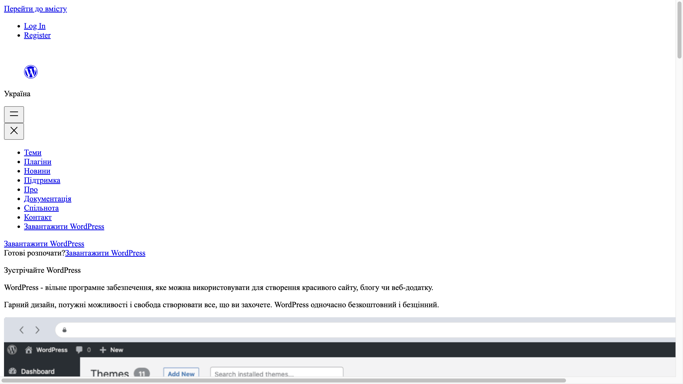 Перейти до вмісту
Log In
Register
Україна
Теми
Плагіни
Новини
Підтримка
Про
Документація
Спільнота
Контакт
Завантажити WordPress
Завантажити WordPress
Готові розпочати?Завантажити WordPress
Зустрічайте WordPress
WordPress - вільне програмне забезпечення, яке можна використовувати для створення красивого сайту, блогу чи веб-додатку.
Гарний дизайн, потужні можливості і свобода створювати все, що ви захочете. WordPress одночасно безкоштовний і безцінний.
WordPress 0 New
Dashboard Themes 11 Add New Search installed themes...